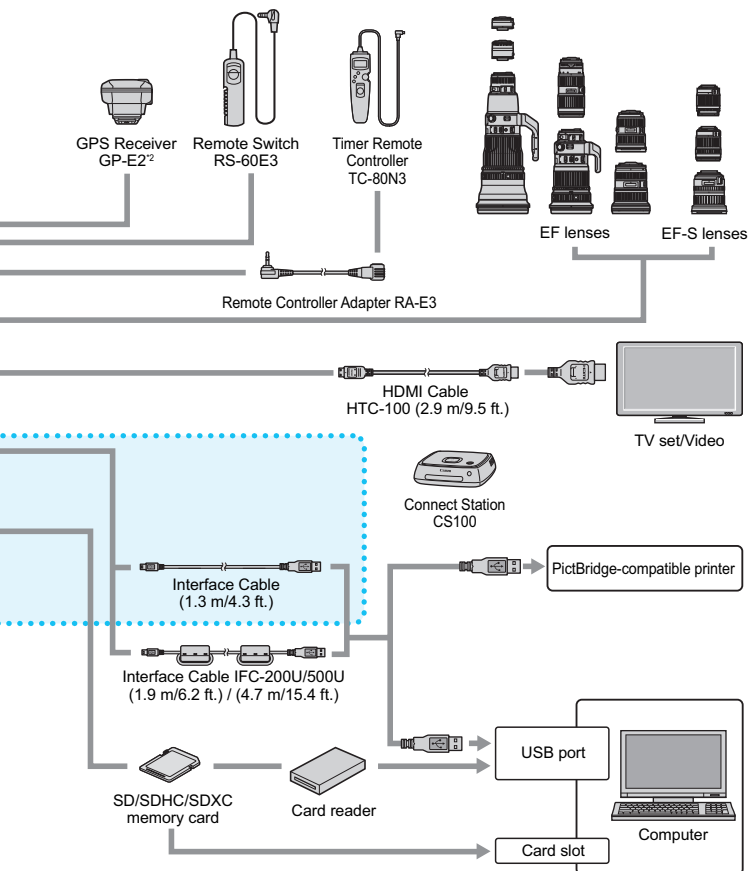 GPS Receiver
GP-E2*2
Remote Switch
RS-60E3
Timer Remote
Controller
TC-80N3
EF lenses
EF-S lenses
Remote Controller Adapter RA-E3
HDMI Cable
HTC-100 (2.9 m/9.5 ft.)
TV set/Video
Connect Station
CS100
Interface Cable
(1.3 m/4.3 ft.)
PictBridge-compatible printer
Interface Cable IFC-200U/500U
(1.9 m/6.2 ft.) / (4.7 m/15.4 ft.)
USB port
SD/SDHC/SDXC
memory card
Card reader
Computer
Card slot